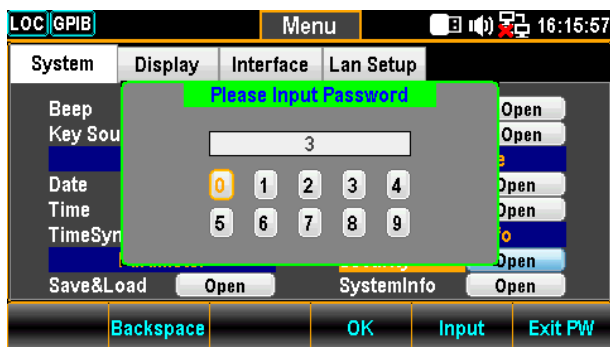 LOC GPIB Menu 16:15:57
System Display Interface Lan Setup
Please Input Password
Beep Open
3
Key Sou Open
Date 0 1 2 3 4 Open
Time 5 6 7 8 9 Open
TimeSyn
Open
Save&Load Open SystemInfo Open
Backspace OK Input Exit PW